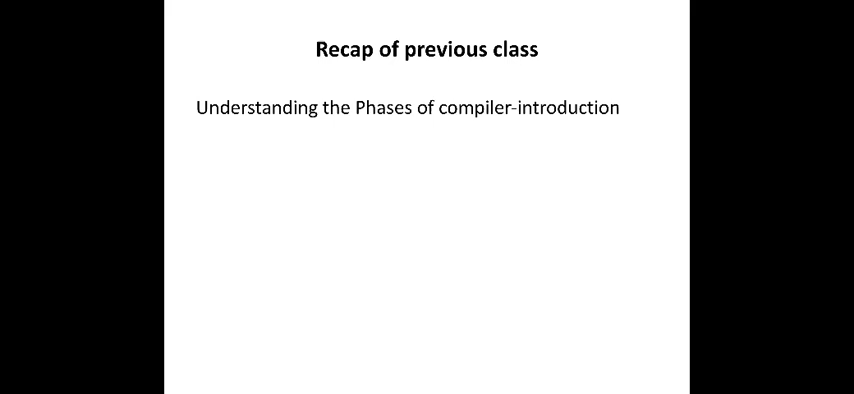 Recap of previous class
Understanding the Phases of compiler-introduction